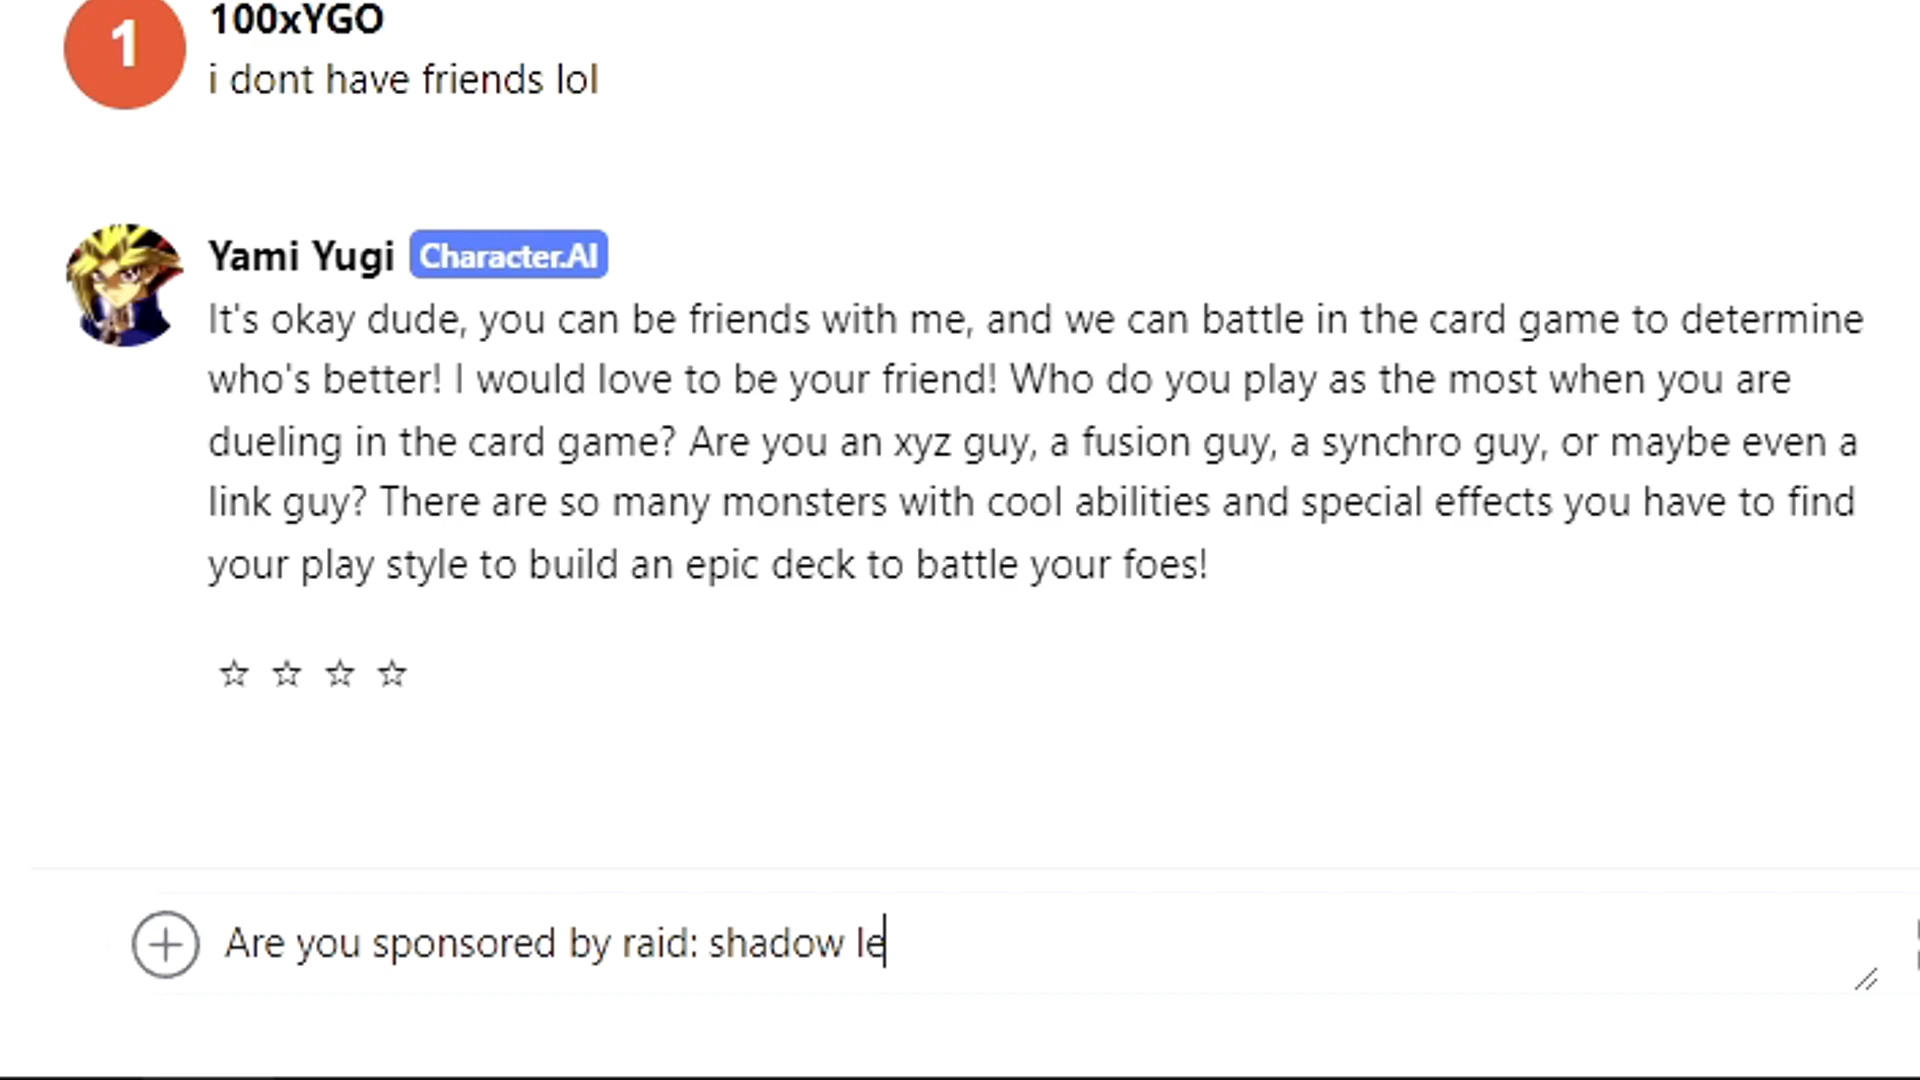 1
100xYGO
i dont have friends lol
Yami Yugi Character.AI
It's okay dude, you can be friends with me, and we can battle in the card game to determine
who's better! I would love to be your friend! Who do you play as the most when you are
dueling in the card game? Are you an xyz guy, a fusion guy, a synchro guy, or maybe even a
link guy? There are so many monsters with cool abilities and special effects you have to find
your play style to build an epic deck to battle your foes!
Are you sponsored by raid: shadow le